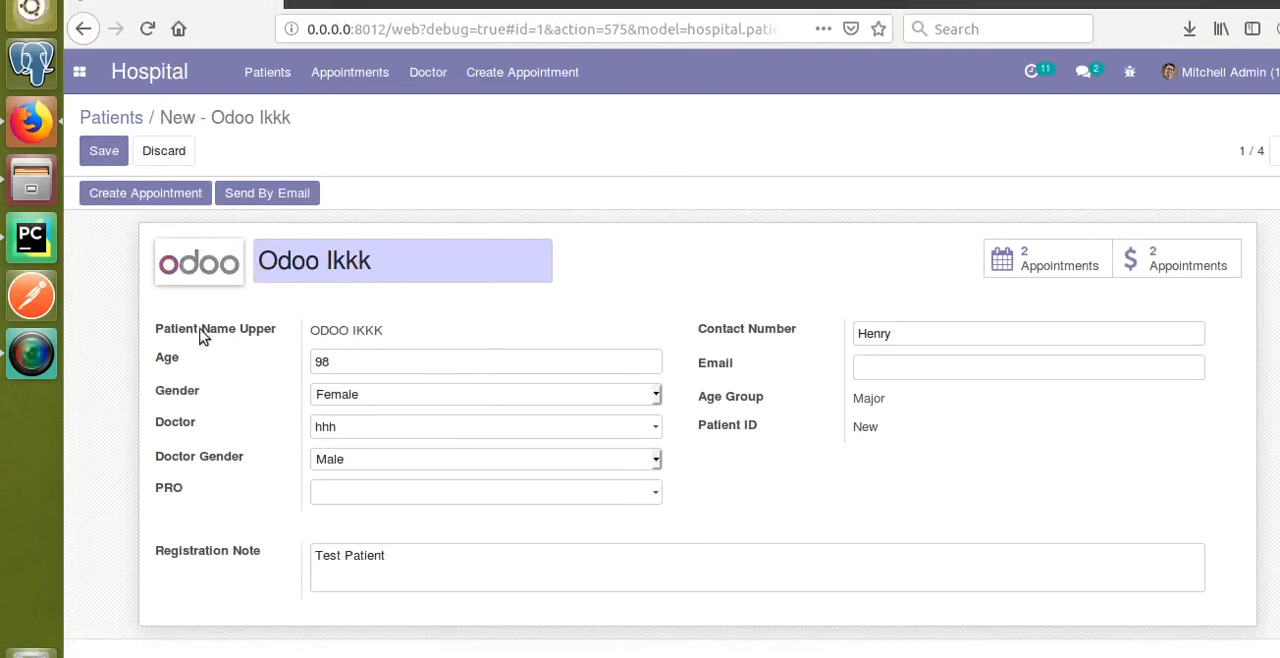 0.0.0.0:8012/web?debug=true#id=1&action=575&model=hospital.patie
Search
Hospital
Patients
Appointments
Doctor
Create Appointment
11
2
Mitchell Admin (1
Patients / New - Odoo Ikkk
Save
Discard
1 / 4
Create Appointment
Send By Email
odoo
Odoo Ikkk
2
Appointments
$
2
Appointments
Patient Name Upper
ODOO IKKK
Age
98
Gender
Female
Doctor
hhh
Doctor Gender
Male
PRO
Contact Number
Henry
Email
Age Group
Major
Patient ID
New
Registration Note
Test Patient
PC